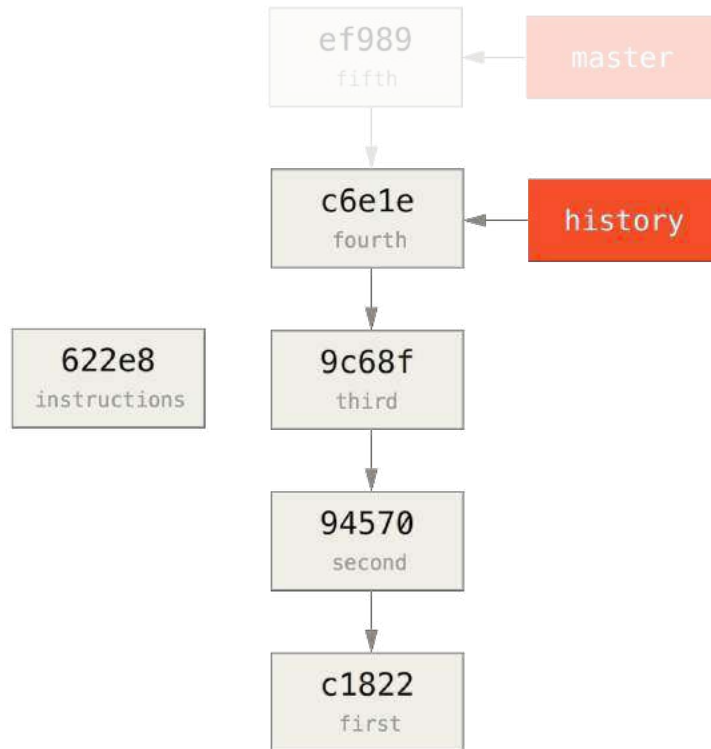 ef989
fifth
master
c6e1e
fourth
history
622e8
instructions
9c68f
third
94570
second
c1822
first